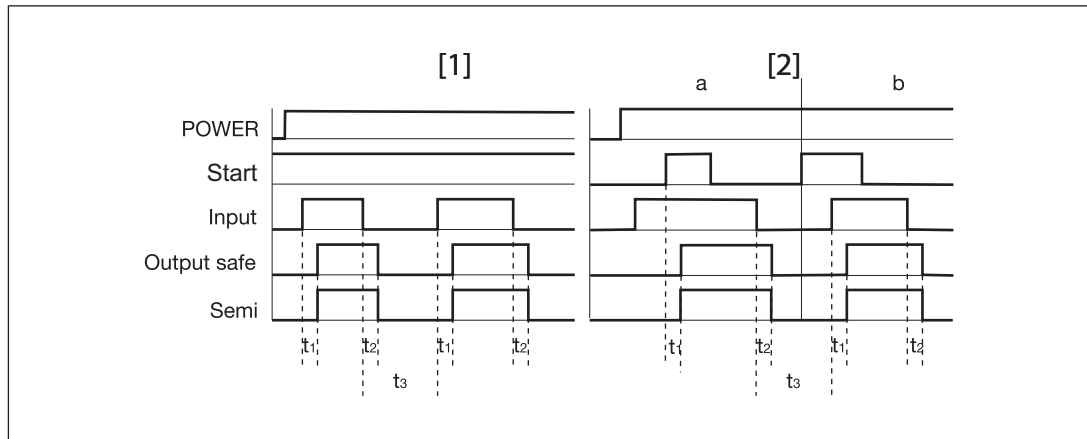 [1] [2]
a b
POWER
Start
Input
Output safe
Semi
t1 t2 t1 t2 t1 t2 t1 t2
t3 t3